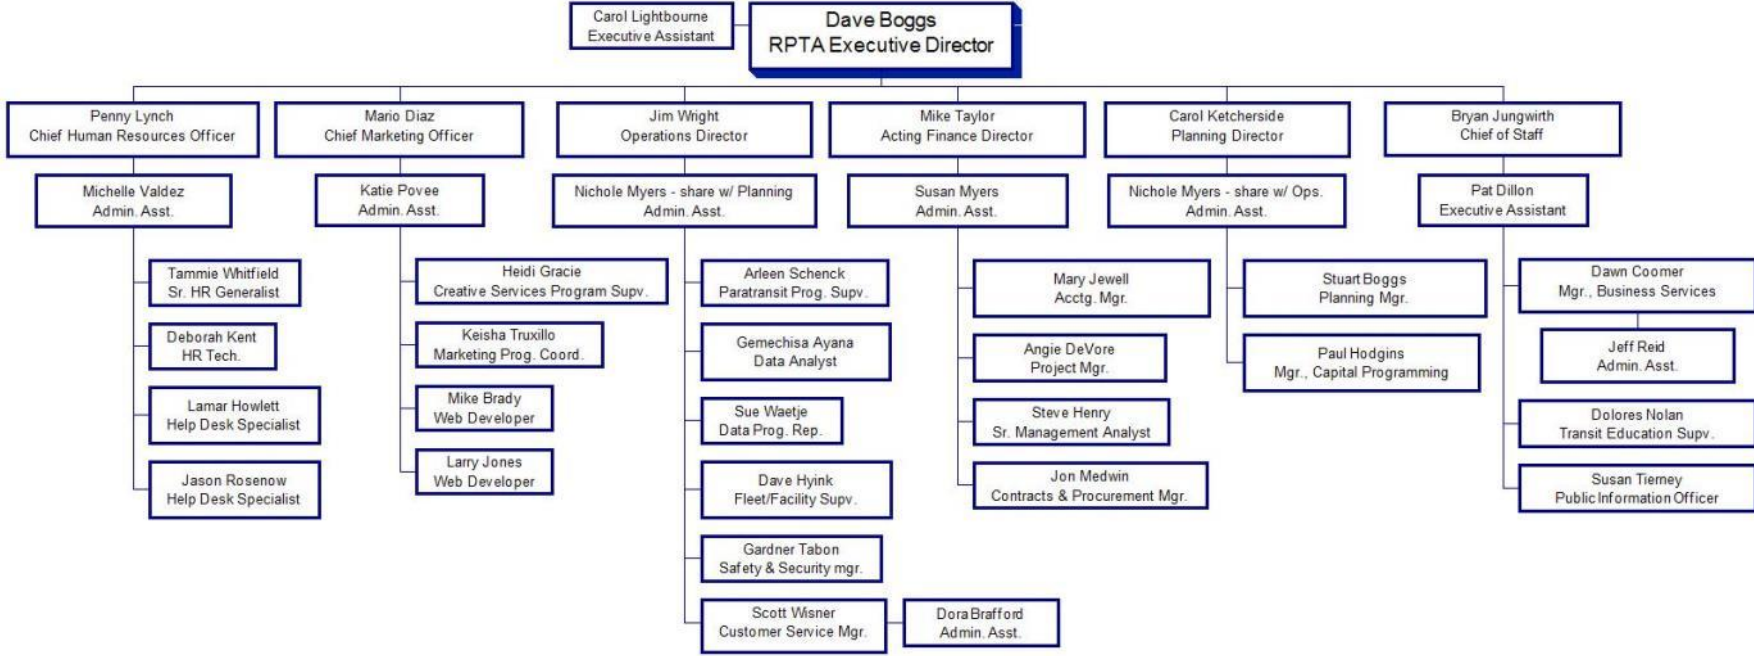 Carol Lightbourne
Executive Assistant
Dave Boggs
RPTA Executive Director
Penny Lynch
Chief Human Resources Officer
Mario Diaz
Chief Marketing Officer
Jim Wright
Operations Director
Mike Taylor
Acting Finance Director
Carol Ketcherside
Planning Director
Bryan Jungwirth
Chief of Staff
Michelle Valdez
Admin. Asst.
Katie Povee
Admin. Asst.
Nichole Myers - share w/ Planning
Admin. Asst.
Susan Myers
Admin. Asst.
Nichole Myers - share w/ Ops.
Admin. Asst.
Pat Dillon
Executive Assistant
Tammie Whitfield
Sr. HR Generalist
Deborah Kent
HR Tech.
Lamar Howlett
Help Desk Specialist
Jason Rosenow
Help Desk Specialist
Heidi Gracie
Creative Services Program Supv.
Keisha Truxillo
Marketing Prog. Coord.
Mike Brady
Web Developer
Larry Jones
Web Developer
Arleen Schenck
Paratransit Prog. Supv.
Gemechisa Ayana
Data Analyst
Sue Waetje
Data Prog. Rep.
Dave Hyink
Fleet/Facility Supv.
Gardner Tabon
Safety & Security mgr.
Scott Wisner
Customer Service Mgr.
Dora Brafford
Admin. Asst.
Mary Jewell
Acctg. Mgr.
Angie DeVore
Project Mgr.
Steve Henry
Sr. Management Analyst
Jon Medwin
Contracts & Procurement Mgr.
Stuart Boggs
Planning Mgr.
Paul Hodgins
Mgr., Capital Programming
Dawn Coomer
Mgr., Business Services
Jeff Reid
Admin. Asst.
Dolores Nolan
Transit Education Supv.
Susan Tierney
Public Information Officer